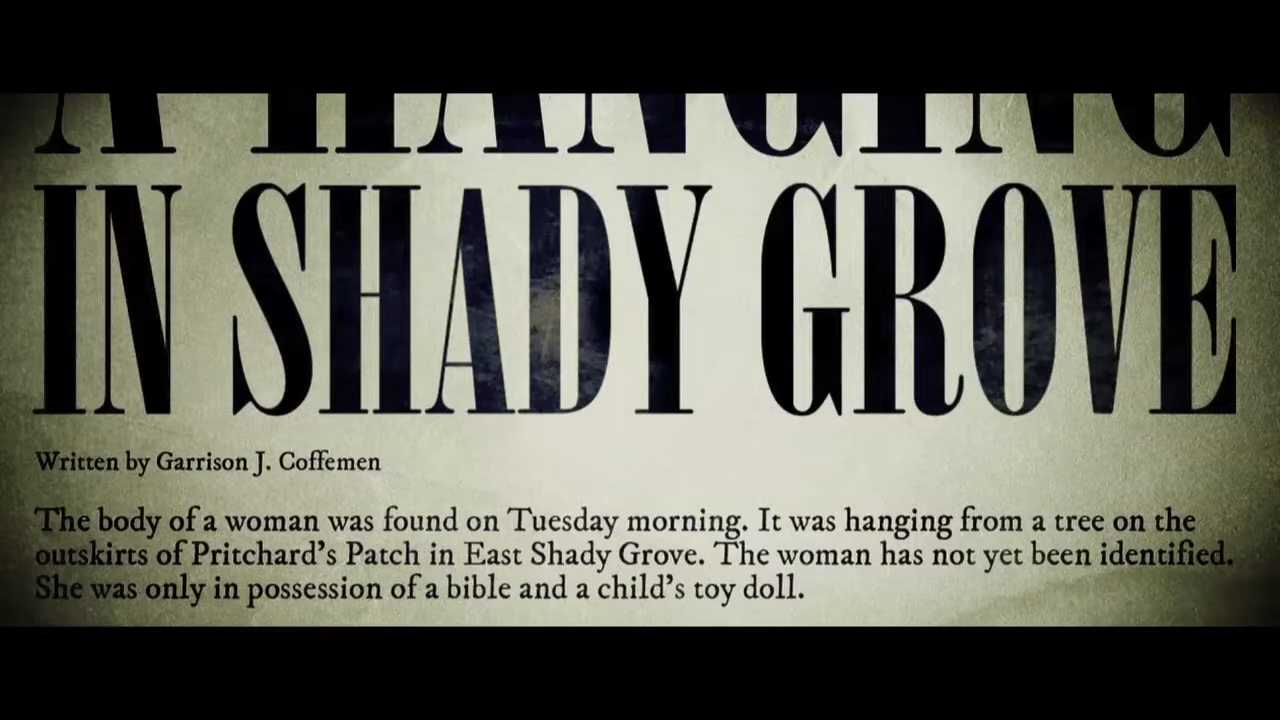 A HANGING
IN SHADY GROVE
Written by Garrison J. Coffemen
The body of a woman was found on Tuesday morning. It was hanging from a tree on the
outskirts of Pritchard's Patch in East Shady Grove. The woman has not yet been identified.
She was only in possession of a bible and a child's toy doll.